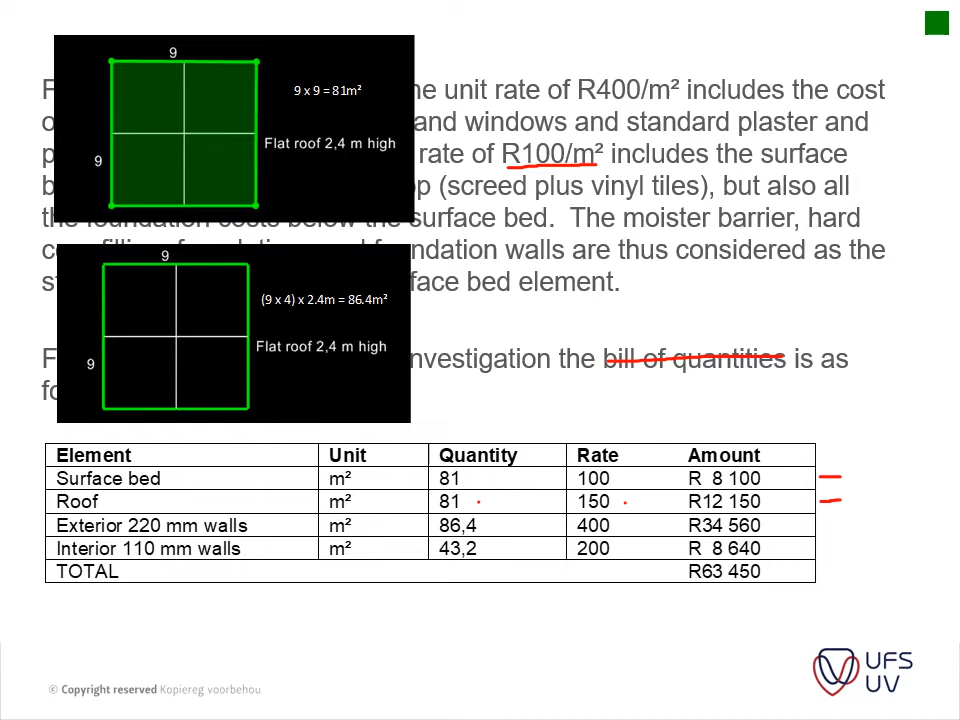 9
9 x 9 = 81m²
Flat roof 2,4 m high
9
he unit rate of R400/m² includes the cost
and windows and standard plaster and
rate of R100/m² includes the surface
op (screed plus vinyl tiles), but also all
surface bed. The moister barrier, hard
ndation walls are thus considered as the
face bed element.
9
(9 x 4) x 2.4m = 86.4m²
Flat roof 2,4 m high
9
nvestigation the bill of quantities is as
Element Unit Quantity Rate Amount
Surface bed m² 81 100 R 8 100
Roof m² 81 150 R12 150
Exterior 220 mm walls m² 86,4 400 R34 560
Interior 110 mm walls m² 43,2 200 R 8 640
TOTAL R63 450
© Copyright reserved Kopiereg voorbehou
UFS
UV